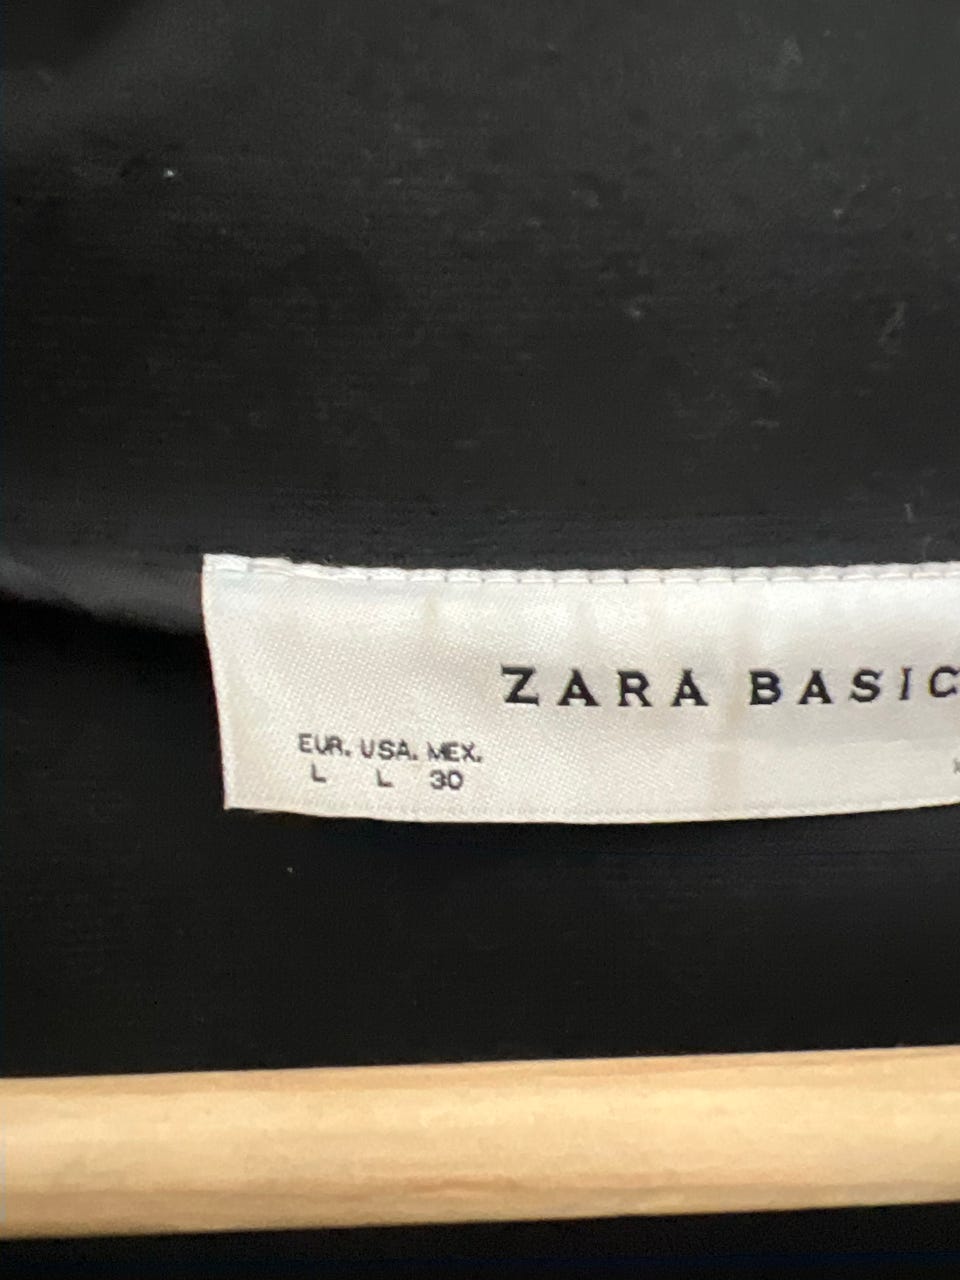 ZARA BASIC
EUR. USA. MEX.
L L 30